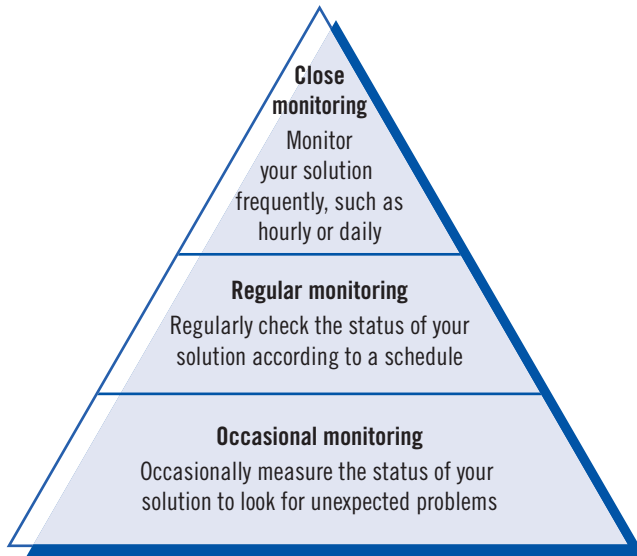 Close
monitoring
Monitor
your solution
frequently, such as
hourly or daily
Regular monitoring
Regularly check the status of your
solution according to a schedule
Occasional monitoring
Occasionally measure the status of your
solution to look for unexpected problems